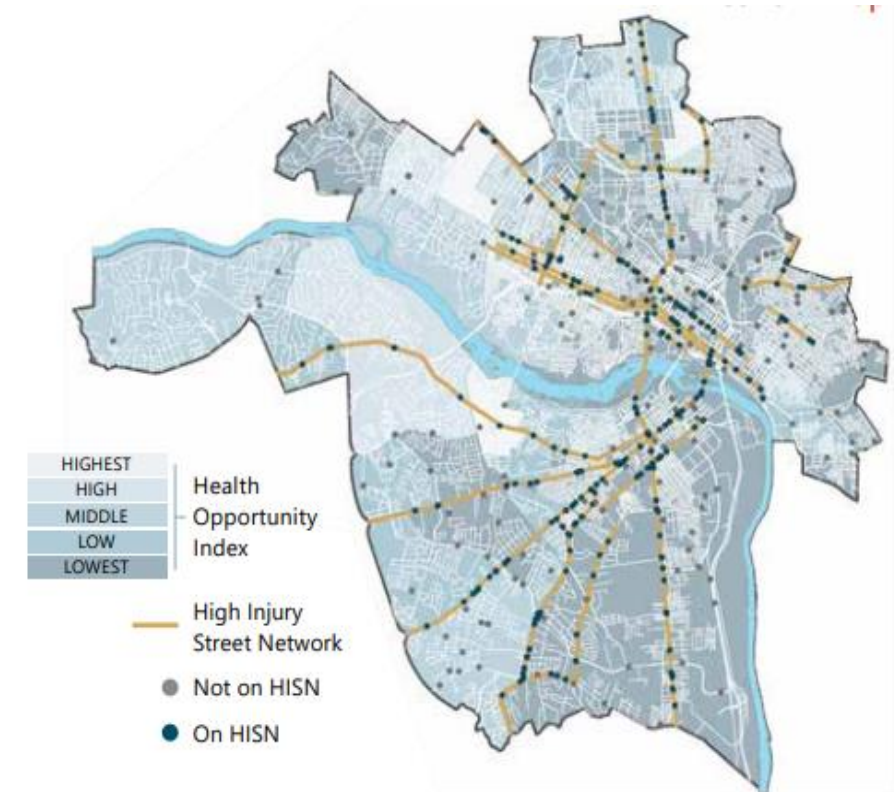 HIGHEST
HIGH
MIDDLE
LOW
LOWEST
Health
Opportunity
Index
High Injury
Street Network
Not on HISN
On HISN